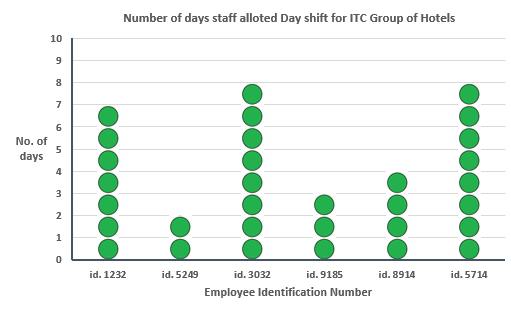 Number of days staff alloted Day shift for ITC Group of Hotels
10
9
8
7
6
5
4
3
2
1
0
No. of
days
id. 1232 id. 5249 id. 3032 id. 9185 id. 8914 id. 5714
Employee Identification Number